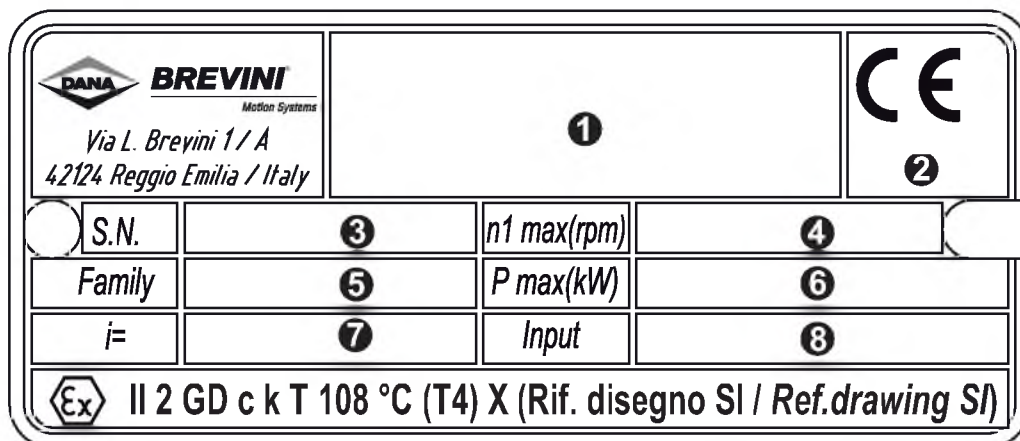 DANA BREVINI
Motion Systems
Via L. Brevini 1 / A
42124 Reggio Emilia / Italy
1
CE
2
S.N. 3 n1 max(rpm) 4
Family 5 P max(kW) 6
i= 7 Input 8
Ex II 2 GD c k T 108 °C (T4) X (Rif. disegno SI / Ref.drawing SI)